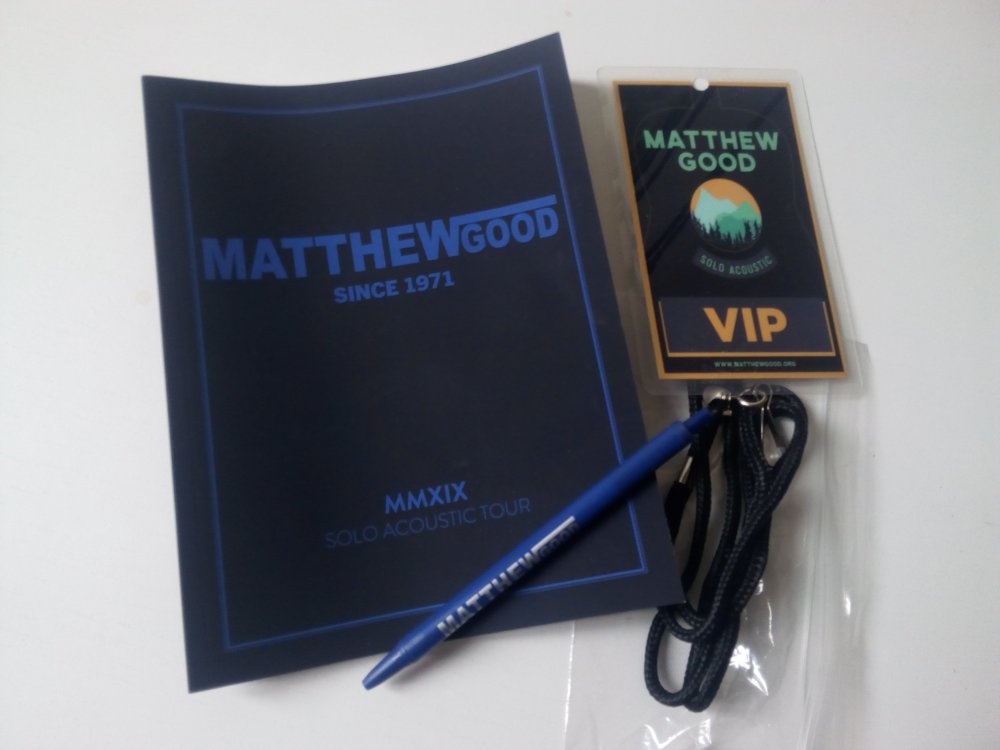 MATTHEWGOOD
SINCE 1971
MMXIX
SOLO ACOUSTIC TOUR
MATTHEWGOOD
MATTHEW
GOOD
SOLO ACOUSTIC
VIP
WWW.MATTHEWGOOD.ORG